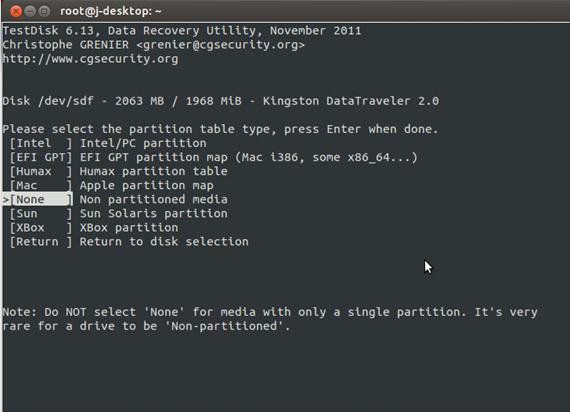 root@j-desktop: ~
TestDisk 6.13, Data Recovery Utility, November 2011
Christophe GRENIER <grenier@cgsecurity.org>
http://www.cgsecurity.org
Disk /dev/sdf - 2063 MB / 1968 MiB - Kingston DataTraveler 2.0
Please select the partition table type, press Enter when done.
[Intel  ] Intel/PC partition
[EFI GPT] EFI GPT partition map (Mac i386, some x86_64...)
[Humax  ] Humax partition table
[Mac    ] Apple partition map
>[None   ] Non partitioned media
[Sun    ] Sun Solaris partition
[XBox   ] XBox partition
[Return ] Return to disk selection
Note: Do NOT select 'None' for media with only a single partition. It's very
rare for a drive to be 'Non-partitioned'.